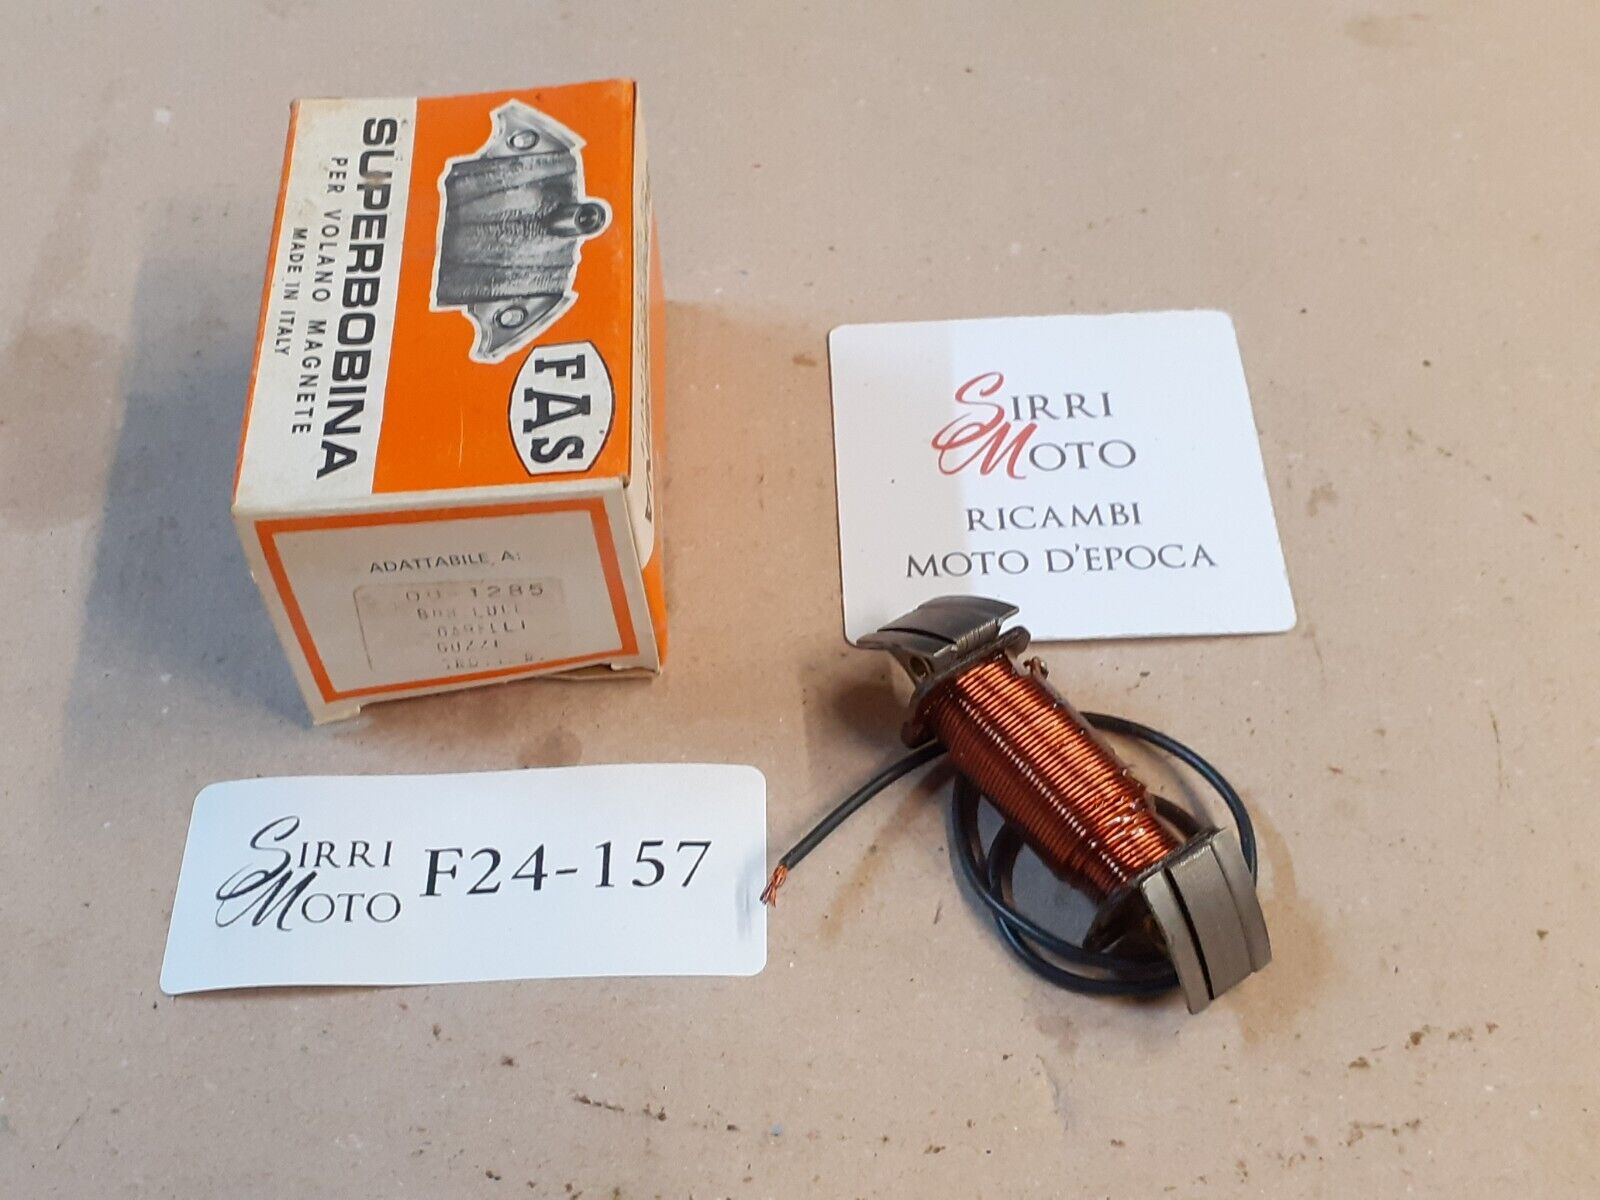 SUPERBOBINA
PER VOLANO MAGNETE
MADE IN ITALY
FAS
ADATTABILE A:
00-1285
GARELLI
GUZZI
SIRRI
MOTO
RICAMBI
MOTO D'EPOCA
SIRRI
MOTO
F24-157